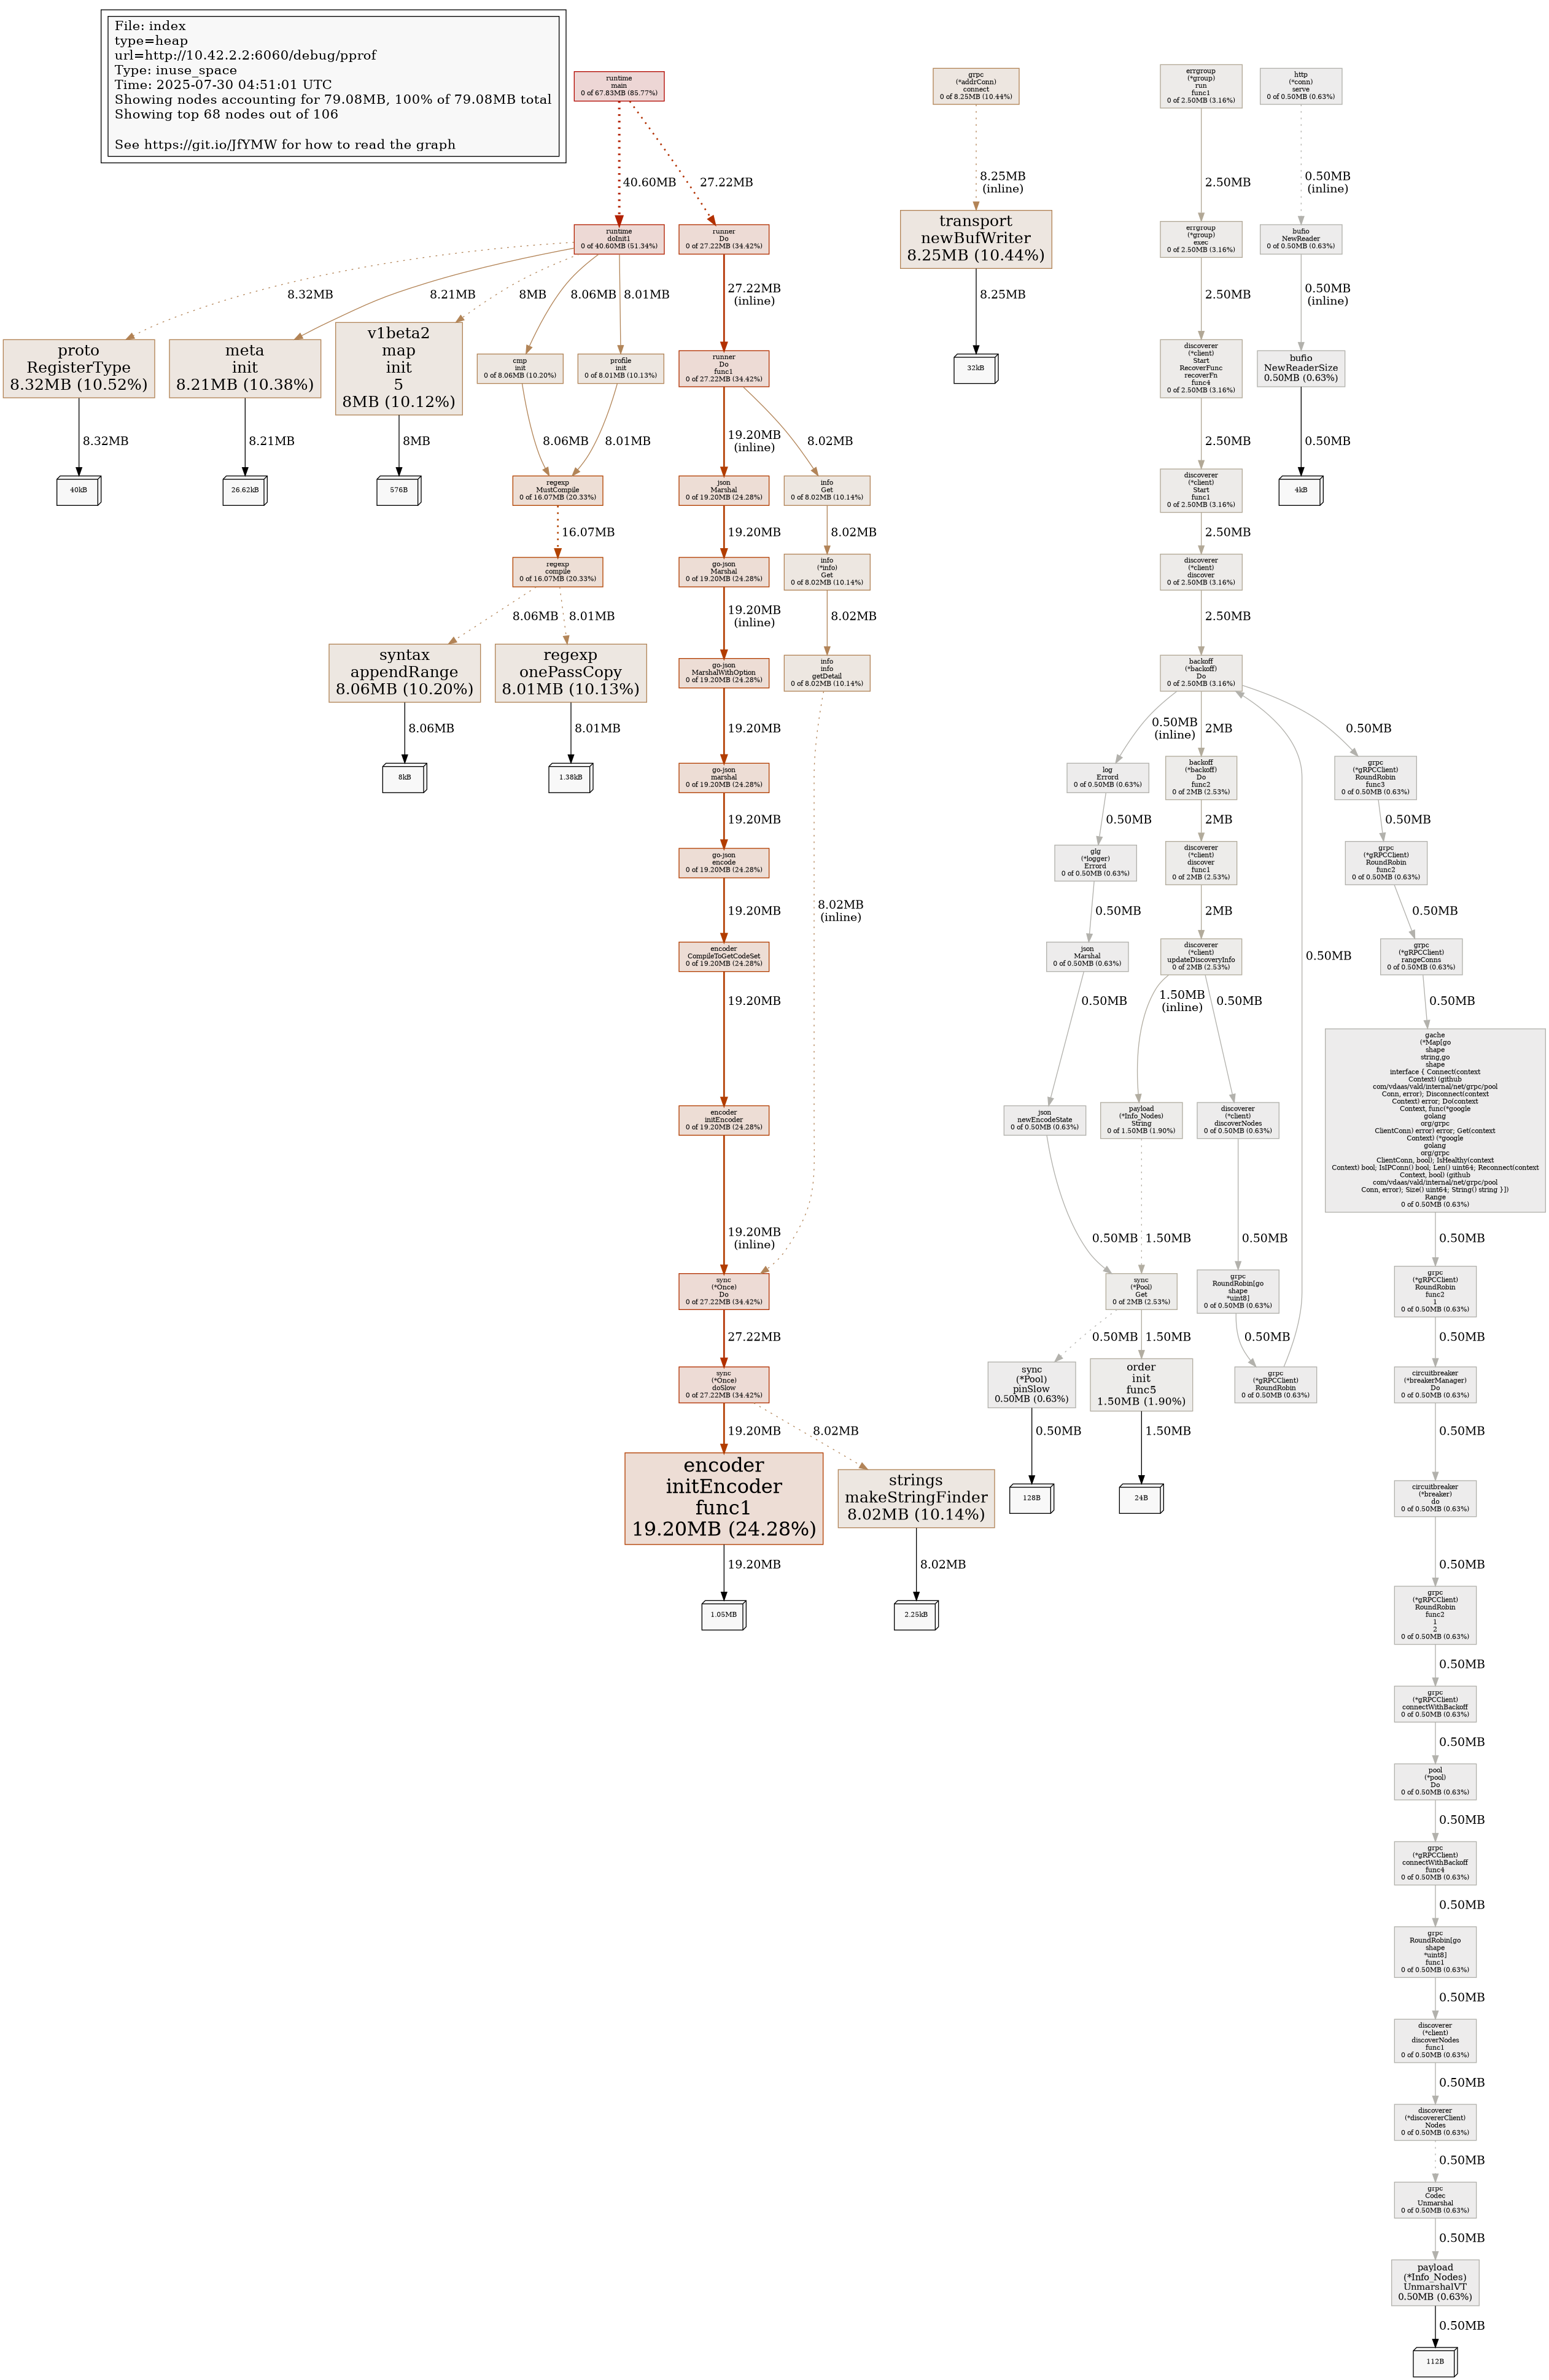 File: index
type=heap
url=http://10.42.2.2:6060/debug/pprof
Type: inuse_space
Time: 2025-07-30 04:51:01 UTC
Showing nodes accounting for 79.08MB, 100% of 79.08MB total
Showing top 68 nodes out of 106
See https://git.io/JfYMW for how to read the graph
runtime
main
0 of 67.83MB (85.77%)
grpc
(*addrConn)
connect
0 of 8.25MB (10.44%)
errgroup
(*group)
run
func1
0 of 2.50MB (3.16%)
http
(*conn)
serve
0 of 0.50MB (0.63%)
40.60MB
27.22MB
8.25MB
(inline)
2.50MB
0.50MB
(inline)
runtime
doInit1
0 of 40.60MB (51.34%)
runner
Do
0 of 27.22MB (34.42%)
transport
newBufWriter
8.25MB (10.44%)
errgroup
(*group)
exec
0 of 2.50MB (3.16%)
bufio
NewReader
0 of 0.50MB (0.63%)
8.32MB
8.21MB
8MB
8.06MB
8.01MB
27.22MB
(inline)
8.25MB
2.50MB
0.50MB
(inline)
proto
RegisterType
8.32MB (10.52%)
meta
init
8.21MB (10.38%)
v1beta2
map
init
5
8MB (10.12%)
cmp
init
0 of 8.06MB (10.20%)
profile
init
0 of 8.01MB (10.13%)
runner
Do
func1
0 of 27.22MB (34.42%)
32kB
discoverer
(*client)
Start
RecoverFunc
recoverFn
func4
0 of 2.50MB (3.16%)
bufio
NewReaderSize
0.50MB (0.63%)
8.32MB
8.21MB
8MB
8.06MB
8.01MB
19.20MB
(inline)
8.02MB
2.50MB
0.50MB
40kB
26.62kB
576B
regexp
MustCompile
0 of 16.07MB (20.33%)
json
Marshal
0 of 19.20MB (24.28%)
info
Get
0 of 8.02MB (10.14%)
discoverer
(*client)
Start
func1
0 of 2.50MB (3.16%)
4kB
16.07MB
19.20MB
8.02MB
2.50MB
regexp
compile
0 of 16.07MB (20.33%)
go-json
Marshal
0 of 19.20MB (24.28%)
info
(*info)
Get
0 of 8.02MB (10.14%)
discoverer
(*client)
discover
0 of 2.50MB (3.16%)
8.06MB
8.01MB
19.20MB
(inline)
8.02MB
2.50MB
syntax
appendRange
8.06MB (10.20%)
regexp
onePassCopy
8.01MB (10.13%)
go-json
MarshalWithOption
0 of 19.20MB (24.28%)
info
info
getDetail
0 of 8.02MB (10.14%)
backoff
(*backoff)
Do
0 of 2.50MB (3.16%)
8.06MB
8.01MB
19.20MB
0.50MB
(inline)
2MB
0.50MB
8kB
1.38kB
go-json
marshal
0 of 19.20MB (24.28%)
log
Errord
0 of 0.50MB (0.63%)
backoff
(*backoff)
Do
func2
0 of 2MB (2.53%)
grpc
(*gRPCClient)
RoundRobin
func3
0 of 0.50MB (0.63%)
19.20MB
0.50MB
2MB
0.50MB
go-json
encode
0 of 19.20MB (24.28%)
glg
(*logger)
Errord
0 of 0.50MB (0.63%)
discoverer
(*client)
discover
func1
0 of 2MB (2.53%)
grpc
(*gRPCClient)
RoundRobin
func2
0 of 0.50MB (0.63%)
19.20MB
8.02MB
(inline)
0.50MB
2MB
0.50MB
encoder
CompileToGetCodeSet
0 of 19.20MB (24.28%)
json
Marshal
0 of 0.50MB (0.63%)
discoverer
(*client)
updateDiscoveryInfo
0 of 2MB (2.53%)
0.50MB
grpc
(*gRPCClient)
rangeConns
0 of 0.50MB (0.63%)
19.20MB
0.50MB
1.50MB
(inline)
0.50MB
0.50MB
gache
(*Map[go
shape
string,go
shape
interface { Connect(context
Context) (github
com/vdaas/vald/internal/net/grpc/pool
Conn, error); Disconnect(context
Context) error; Do(context
Context, func(*google
golang
org/grpc
ClientConn) error) error; Get(context
Context) (*google
golang
org/grpc
ClientConn, bool); IsHealthy(context
Context) bool; IsIPConn() bool; Len() uint64; Reconnect(context
Context, bool) (github
com/vdaas/vald/internal/net/grpc/pool
Conn, error); Size() uint64; String() string }])
Range
0 of 0.50MB (0.63%)
encoder
initEncoder
0 of 19.20MB (24.28%)
json
newEncodeState
0 of 0.50MB (0.63%)
payload
(*Info_Nodes)
String
0 of 1.50MB (1.90%)
discoverer
(*client)
discoverNodes
0 of 0.50MB (0.63%)
19.20MB
(inline)
0.50MB
1.50MB
0.50MB
0.50MB
sync
(*Once)
Do
0 of 27.22MB (34.42%)
sync
(*Pool)
Get
0 of 2MB (2.53%)
grpc
RoundRobin[go
shape
*uint8]
0 of 0.50MB (0.63%)
grpc
(*gRPCClient)
RoundRobin
func2
1
0 of 0.50MB (0.63%)
27.22MB
0.50MB
1.50MB
0.50MB
0.50MB
sync
(*Once)
doSlow
0 of 27.22MB (34.42%)
sync
(*Pool)
pinSlow
0.50MB (0.63%)
order
init
func5
1.50MB (1.90%)
grpc
(*gRPCClient)
RoundRobin
0 of 0.50MB (0.63%)
circuitbreaker
(*breakerManager)
Do
0 of 0.50MB (0.63%)
19.20MB
8.02MB
0.50MB
1.50MB
0.50MB
encoder
initEncoder
func1
19.20MB (24.28%)
strings
makeStringFinder
8.02MB (10.14%)
128B
24B
circuitbreaker
(*breaker)
do
0 of 0.50MB (0.63%)
19.20MB
8.02MB
0.50MB
1.05MB
2.25kB
grpc
(*gRPCClient)
RoundRobin
func2
1
2
0 of 0.50MB (0.63%)
0.50MB
grpc
(*gRPCClient)
connectWithBackoff
0 of 0.50MB (0.63%)
0.50MB
pool
(*pool)
Do
0 of 0.50MB (0.63%)
0.50MB
grpc
(*gRPCClient)
connectWithBackoff
func4
0 of 0.50MB (0.63%)
0.50MB
grpc
RoundRobin[go
shape
*uint8]
func1
0 of 0.50MB (0.63%)
0.50MB
discoverer
(*client)
discoverNodes
func1
0 of 0.50MB (0.63%)
0.50MB
discoverer
(*discovererClient)
Nodes
0 of 0.50MB (0.63%)
0.50MB
grpc
Codec
Unmarshal
0 of 0.50MB (0.63%)
0.50MB
payload
(*Info_Nodes)
UnmarshalVT
0.50MB (0.63%)
0.50MB
112B